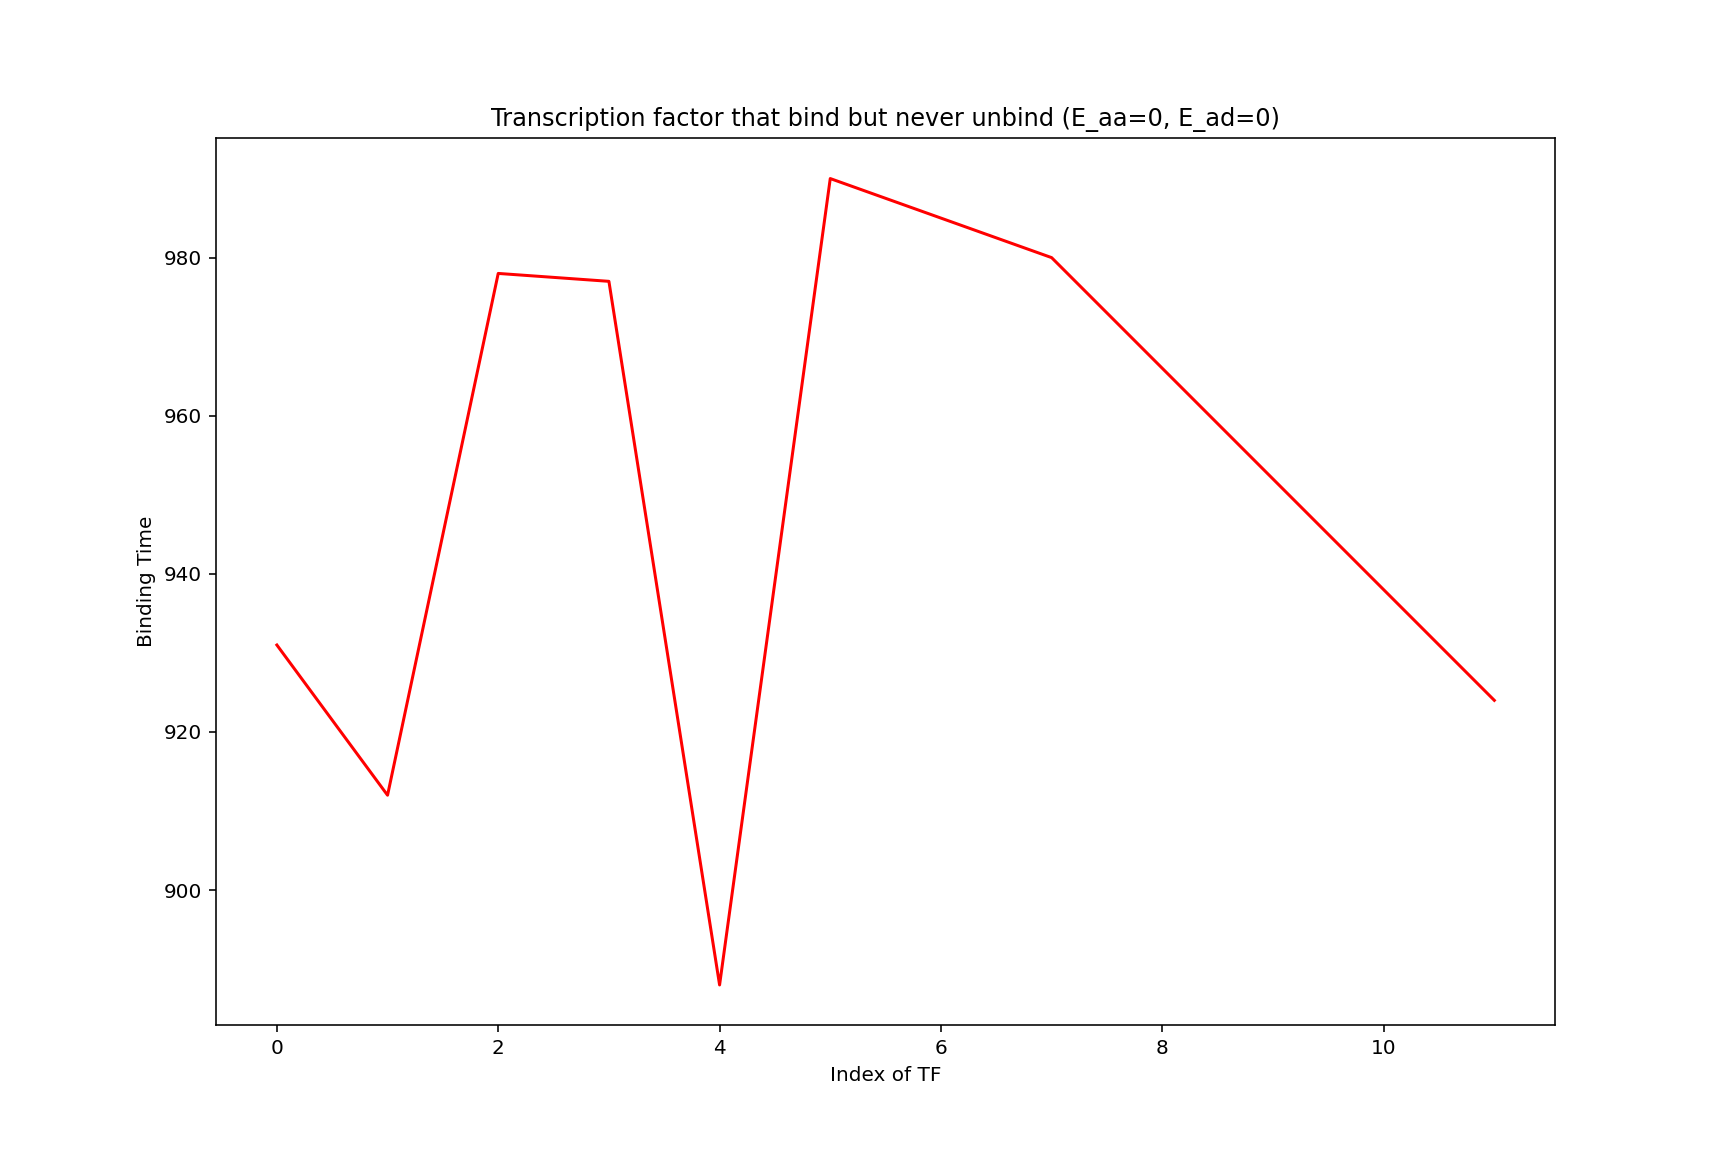 Transcription factor that bind but never unbind (E_aa=0, E_ad=0)
980
960
940
920
900
Binding Time
0 2 4 6 8 10
Index of TF